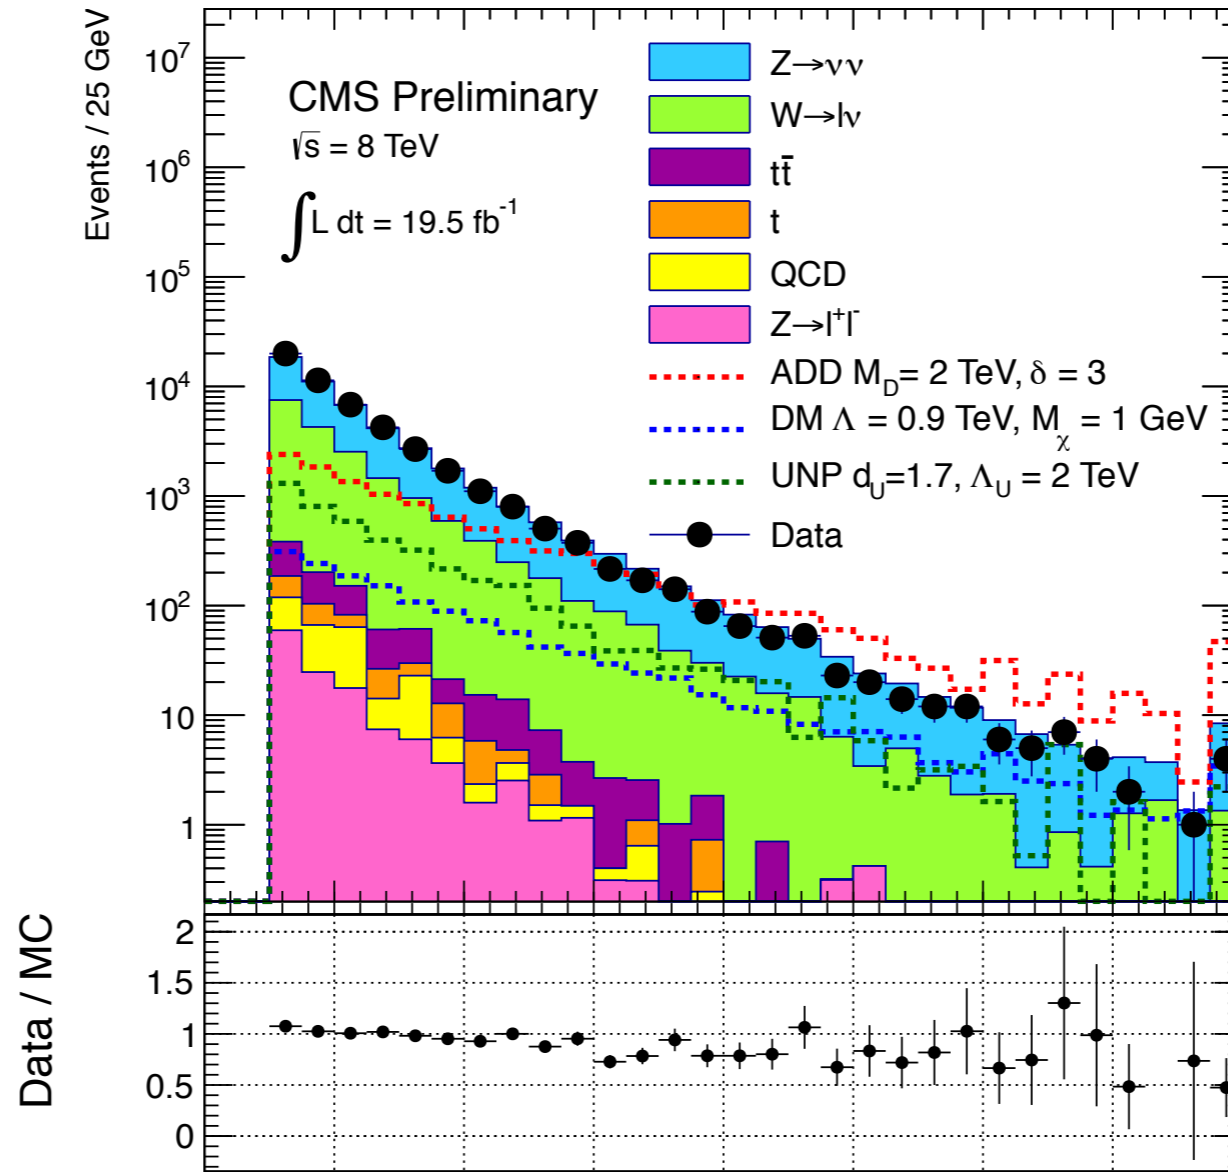 Events / 25 GeV
10⁷
10⁶
10⁵
10⁴
10³
10²
10
1
CMS Preliminary
√s = 8 TeV
∫L dt = 19.5 fb⁻¹
Z→νν
W→lν
tt̄
t
QCD
Z→l⁺l⁻
ADD M_D= 2 TeV, δ = 3
DM Λ = 0.9 TeV, M_χ = 1 GeV
UNP d_U=1.7, Λ_U = 2 TeV
Data
Data / MC
2
1.5
1
0.5
0